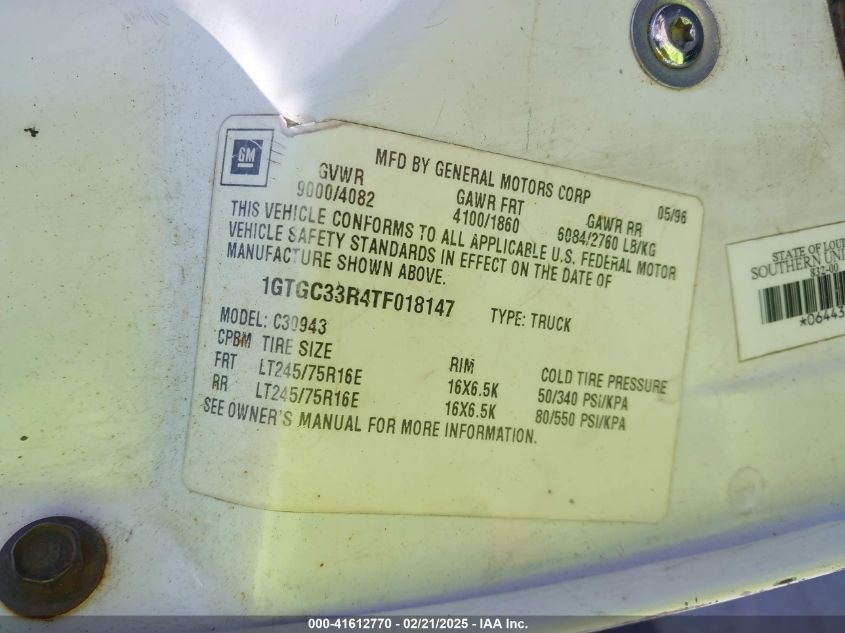 GM
MFD BY GENERAL MOTORS CORP 05/96
GVWR GAWR FRT GAWR RR
9000/4082 4100/1860 6084/2760 LB/KG
THIS VEHICLE CONFORMS TO ALL APPLICABLE U.S. FEDERAL MOTOR
VEHICLE SAFETY STANDARDS IN EFFECT ON THE DATE OF
MANUFACTURE SHOWN ABOVE.
1GTGC33R4TF018147 TYPE: TRUCK
MODEL: C30943
CPBM TIRE SIZE RIM COLD TIRE PRESSURE
FRT LT245/75R16E 16X6.5K 50/340 PSI/KPA
RR LT245/75R16E 16X6.5K 80/550 PSI/KPA
SEE OWNER'S MANUAL FOR MORE INFORMATION.
STATE OF
SOUTHERN
832-00
*06443
000-41612770 - 02/21/2025 - IAA Inc.